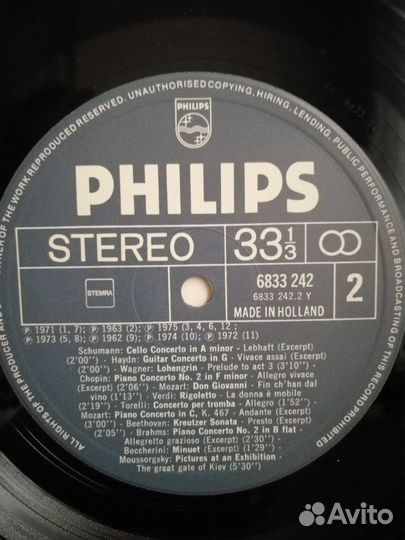 ALL RIGHTS OF THE PRODUCER AND OF THE OWNER OF THE WORK REPRODUCED RESERVED. UNAUTHORISED COPYING, HIRING, LENDING, PUBLIC PERFORMANCE AND BROADCASTING OF THIS RECORD PROHIBITED
PHILIPS
PHILIPS
STEREO 33 1/3
STEMRA
6833 242
6833 242.2 Y
MADE IN HOLLAND
2
℗ 1971 (1, 7); ℗ 1963 (2); ℗ 1975 (3, 4, 6, 12;
℗ 1973 (5, 8); ℗ 1962 (9); ℗ 1974 (10); ℗ 1972 (11)
Schumann: Cello Concerto in A minor - Lebhaft (Excerpt)
(2'00") - Haydn: Guitar Concerto in G - Vivace assai (Excerpt)
(2'00") - Wagner: Lohengrin - Prelude to act 3 (3'10") -
Chopin: Piano Concerto No. 2 in F minor - Allegro vivace
(Excerpt) (2'06") - Mozart: Don Giovanni - Fin ch'han dal
vino (1'13") - Verdi: Rigoletto - La donna è mobile
(2'19") - Torelli: Concerto per tromba - Allegro (1'52") -
Mozart: Piano Concerto in C, K. 467 - Andante (Excerpt)
(3'00") - Beethoven: Kreutzer Sonata - Presto (Excerpt)
(2'05") - Brahms: Piano Concerto No. 2 in B flat -
Allegretto grazioso (Excerpt) (2'30") -
Boccherini: Minuet (Excerpt) (1'29") -
Moussorgsky: Pictures at an Exhibition -
The great gate of Kiev (5'30")
Avito